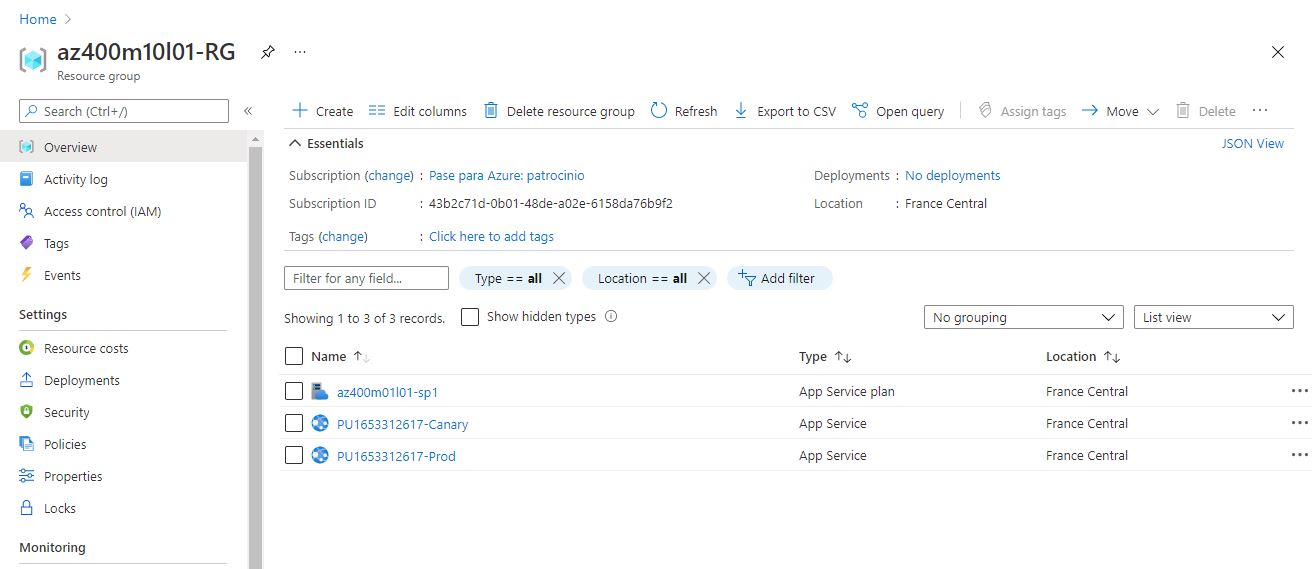 Home >
az400m10l01-RG
Resource group
Search (Ctrl+/)
Overview
Activity log
Access control (IAM)
Tags
Events
Settings
Resource costs
Deployments
Security
Policies
Properties
Locks
Monitoring
Create Edit columns Delete resource group Refresh Export to CSV Open query Assign tags Move Delete
Essentials JSON View
Subscription (change) : Pase para Azure: patrocinio Deployments : No deployments
Subscription ID : 43b2c71d-0b01-48de-a02e-6158da76b9f2 Location : France Central
Tags (change) : Click here to add tags
Filter for any field... Type == all Location == all Add filter
Showing 1 to 3 of 3 records. Show hidden types No grouping List view
Name Type Location
az400m01l01-sp1 App Service plan France Central
PU1653312617-Canary App Service France Central
PU1653312617-Prod App Service France Central